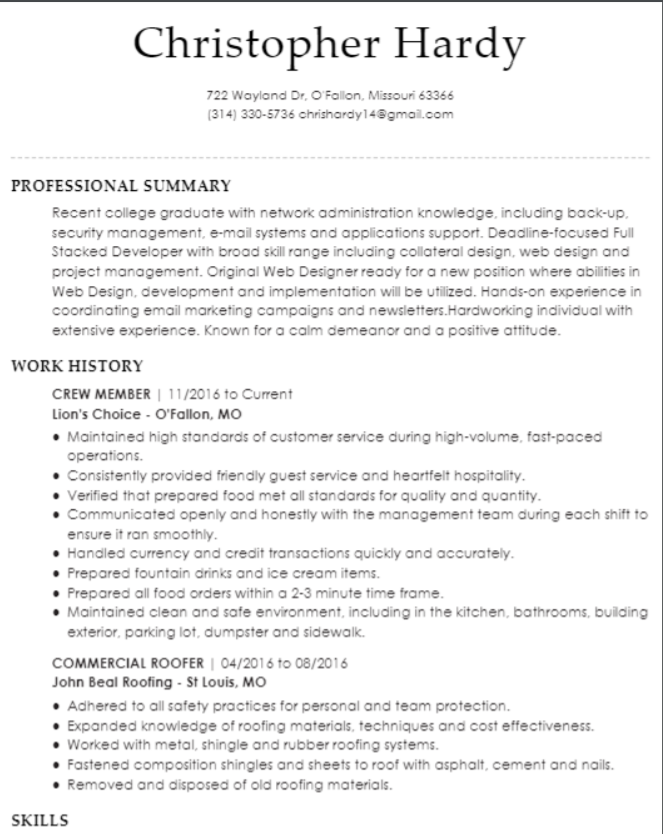 Christopher Hardy
722 Wayland Dr, O'Fallon, Missouri 63366
(314) 330-5736 chrishardy14@gmail.com
PROFESSIONAL SUMMARY
Recent college graduate with network administration knowledge, including back-up,
security management, e-mail systems and applications support. Deadline-focused Full
Stacked Developer with broad skill range including collateral design, web design and
project management. Original Web Designer ready for a new position where abilities in
Web Design, development and implementation will be utilized. Hands-on experience in
coordinating email marketing campaigns and newsletters.Hardworking individual with
extensive experience. Known for a calm demeanor and a positive attitude.
WORK HISTORY
CREW MEMBER | 11/2016 to Current
Lion's Choice - O'Fallon, MO
● Maintained high standards of customer service during high-volume, fast-paced
operations.
● Consistently provided friendly guest service and heartfelt hospitality.
● Verified that prepared food met all standards for quality and quantity.
● Communicated openly and honestly with the management team during each shift to
ensure it ran smoothly.
● Handled currency and credit transactions quickly and accurately.
● Prepared fountain drinks and ice cream items.
● Prepared all food orders within a 2-3 minute time frame.
● Maintained clean and safe environment, including in the kitchen, bathrooms, building
exterior, parking lot, dumpster and sidewalk.
COMMERCIAL ROOFER | 04/2016 to 08/2016
John Beal Roofing - St Louis, MO
● Adhered to all safety practices for personal and team protection.
● Expanded knowledge of roofing materials, techniques and cost effectiveness.
● Worked with metal, shingle and rubber roofing systems.
● Fastened composition shingles and sheets to roof with asphalt, cement and nails.
● Removed and disposed of old roofing materials.
SKILLS